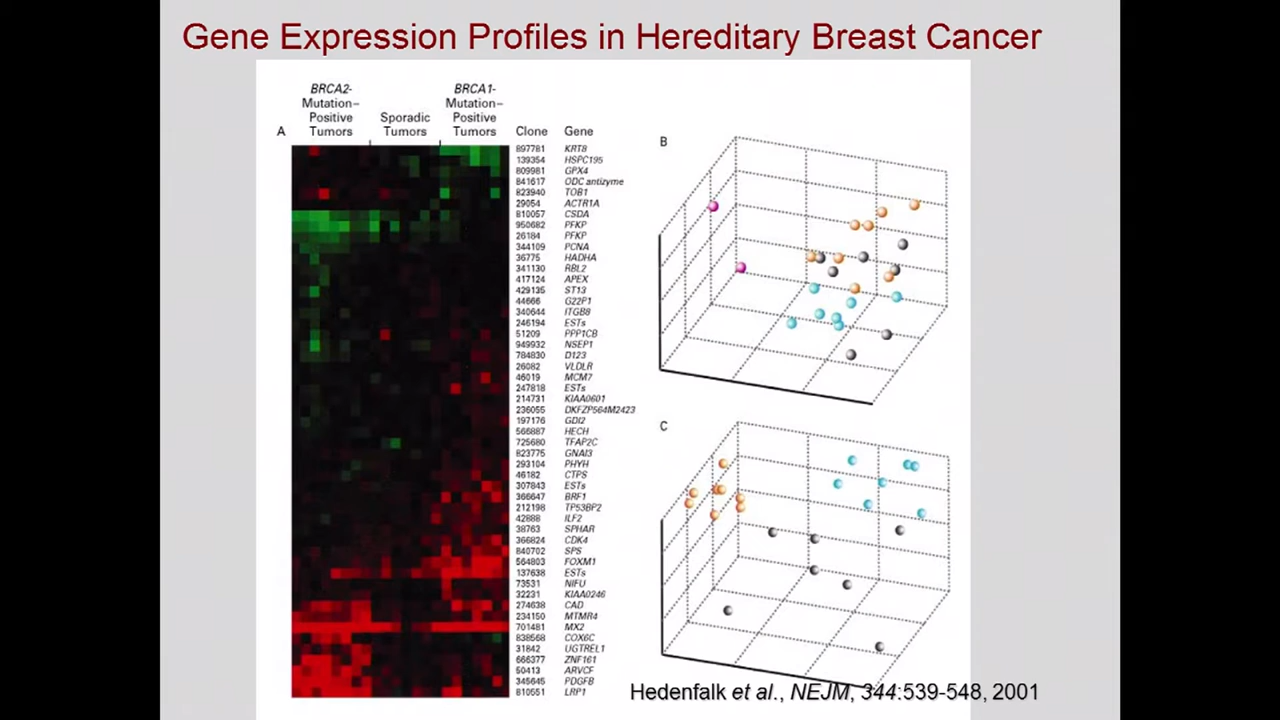 Gene Expression Profiles in Hereditary Breast Cancer
BRCA2-
Mutation–
Positive
Tumors
Sporadic
Tumors
BRCA1-
Mutation–
Positive
Tumors
A
Clone Gene
897781 KRT8
139354 HSPC195
809981 GPX4
841617 ODC antizyme
823940 TOB1
29054 ACTR1A
810057 CSDA
950682 PFKP
26184 PFKP
344109 PCNA
36775 HADHA
341130 RBL2
417124 APEX
429135 ST13
44666 G22P1
340644 ITGB8
246194 ESTs
51209 PPP1CB
949932 NSEP1
784830 D123
26082 VLDLR
46019 MCM7
247818 ESTs
214731 KIAA0601
236055 DKFZP564M2423
197176 GDI2
566887 HECH
725680 TFAP2C
823775 GNAI3
293104 PHYH
46182 CTPS
307843 ESTs
366647 BRF1
212198 TP53BP2
42888 ILF2
38763 SPHAR
366824 CDK4
840702 SPS
564803 FOXM1
137638 ESTs
73531 NIFU
32231 KIAA0246
274638 CAD
234150 MTMR4
701481 MX2
838568 COX6C
31842 UGTREL1
666377 ZNF161
50413 ARVCF
345645 PDGFB
810551 LRP1
B
C
Hedenfalk et al., NEJM, 344:539-548, 2001